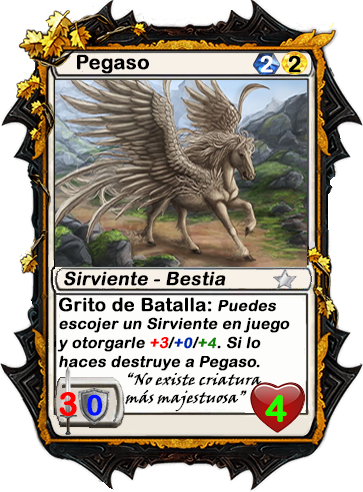 Pegaso 2 2
Sirviente - Bestia
Grito de Batalla: Puedes
escojer un Sirviente en juego
y otorgarle +3/+0/+4. Si lo
haces destruye a Pegaso.
“No existe criatura
más majestuosa”
3 0 4